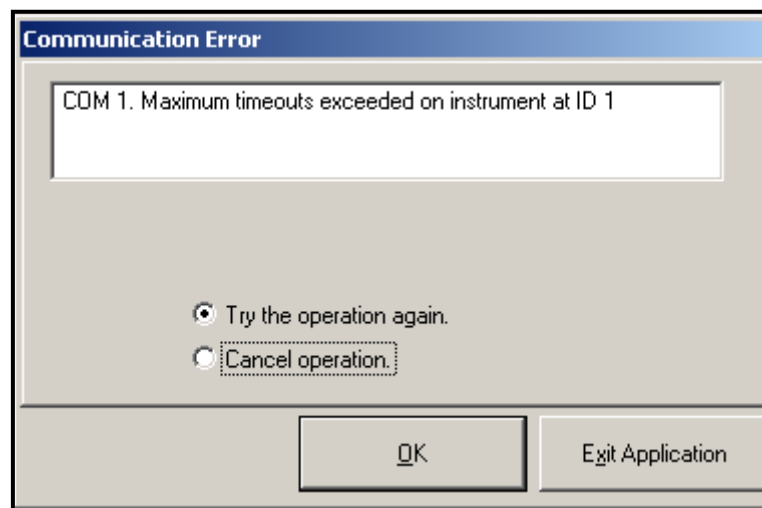 Communication Error
COM 1. Maximum timeouts exceeded on instrument at ID 1
Try the operation again.
Cancel operation.
OK
Exit Application